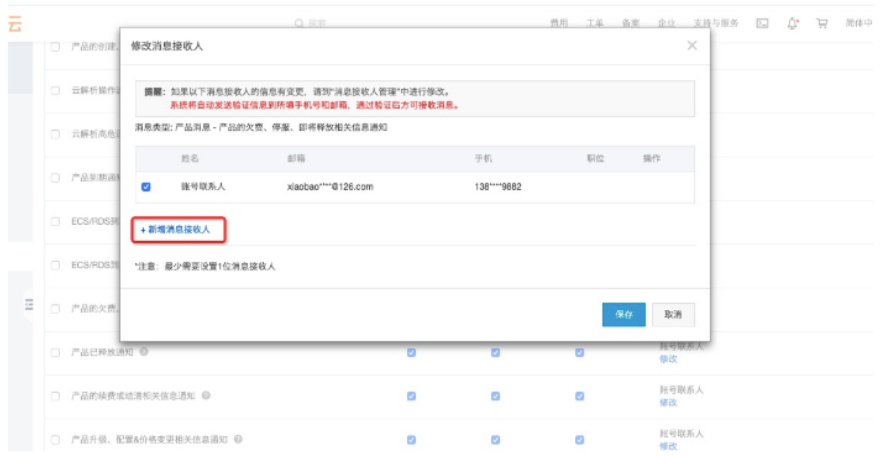 云
搜索
费用 工单 备案 企业 支持与服务 简体中
修改消息接收人
产品的创建、
提醒：如果以下消息接收人的信息有变更，请到“消息接收人管理”中进行修改。
系统将自动发送验证信息到所填手机号和邮箱，通过验证后方可接收消息。
云解析操作
消息类型：产品消息 - 产品的欠费、停服、即将释放相关信息通知
云解析高危
姓名 邮箱 手机 职位 操作
产品到期通
账号联系人 xiaobao****@126.com 138****9882
ECS/RDS到
+ 新增消息接收人
ECS/RDS到
*注意：最少需要设置1位消息接收人
产品的欠费、
保存 取消
产品已释放通知
账号联系人
修改
产品的续费或结清相关信息通知
账号联系人
修改
产品升级、配置&价格变更相关信息通知
账号联系人
修改